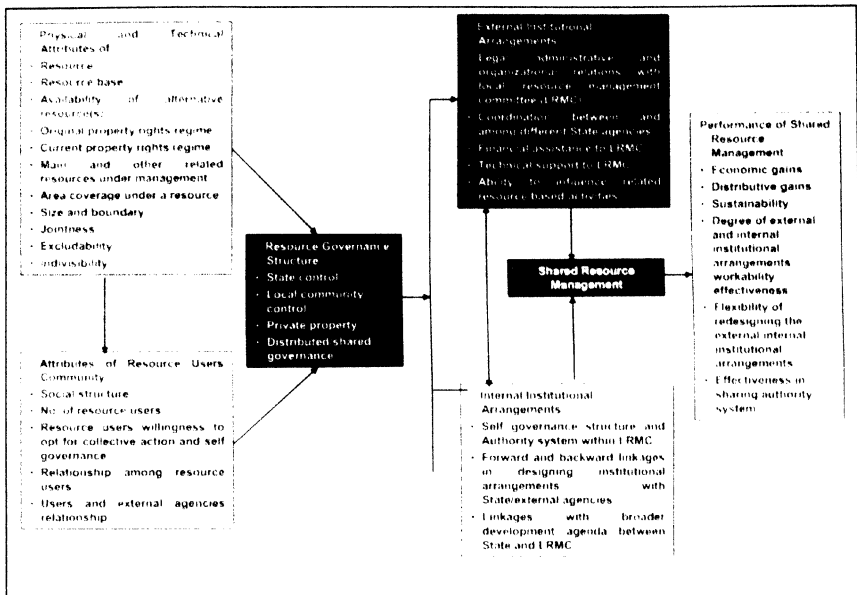 Physical and Technical
Attributes of
· Resource
· Resource base
· Availability of alternative
resource(s)
· Original property rights regime
· Current property rights regime
· Main and other related
resources under management
· Area coverage under a resource
· Size and boundary
· Jointness
· Excludability
· Indivisibility
Attributes of Resource Users
Community
· Social structure
· No. of resource users
· Resource users willingness to
opt for collective action and self
governance
· Relationship among resource
users
· Users and external agencies
relationship
Resource Governance
Structure
· State control
· Local community
control
· Private property
· Distributed shared
governance
External Institutional
Arrangements
· Legal administrative and
organizational relations with
local resource management
committee (LRMC)
· Coordination between and
among different State agencies
· Financial assistance to LRMC
· Technical support to LRMC
· Ability to influence related
resource based activities
Shared Resource
Management
Internal Institutional
Arrangements
· Self governance structure and
Authority system within LRMC
· Forward and backward linkages
in designing institutional
arrangements with
State/external agencies
· Linkages with broader
development agenda between
State and LRMC
Performance of Shared
Resource
Management
· Economic gains
· Distributive gains
· Sustainability
· Degree of external
and internal
institutional
arrangements
workability
effectiveness
· Flexibility of
redesigning the
external internal
institutional
arrangements
· Effectiveness in
sharing authority
system